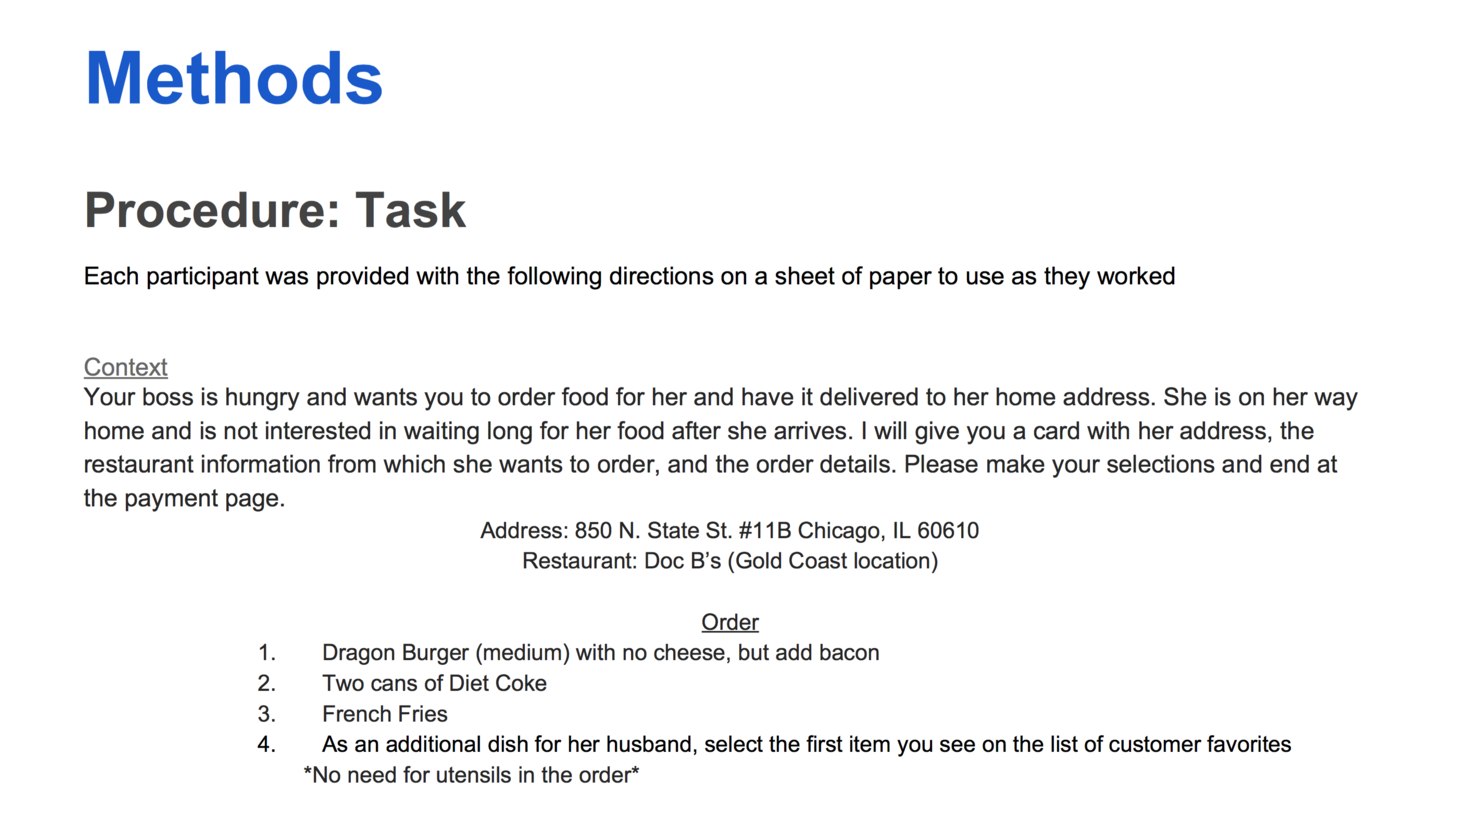 Methods
Procedure: Task
Each participant was provided with the following directions on a sheet of paper to use as they worked
Context
Your boss is hungry and wants you to order food for her and have it delivered to her home address. She is on her way
home and is not interested in waiting long for her food after she arrives. I will give you a card with her address, the
restaurant information from which she wants to order, and the order details. Please make your selections and end at
the payment page.
Address: 850 N. State St. #11B Chicago, IL 60610
Restaurant: Doc B’s (Gold Coast location)
Order
1. Dragon Burger (medium) with no cheese, but add bacon
2. Two cans of Diet Coke
3. French Fries
4. As an additional dish for her husband, select the first item you see on the list of customer favorites
*No need for utensils in the order*